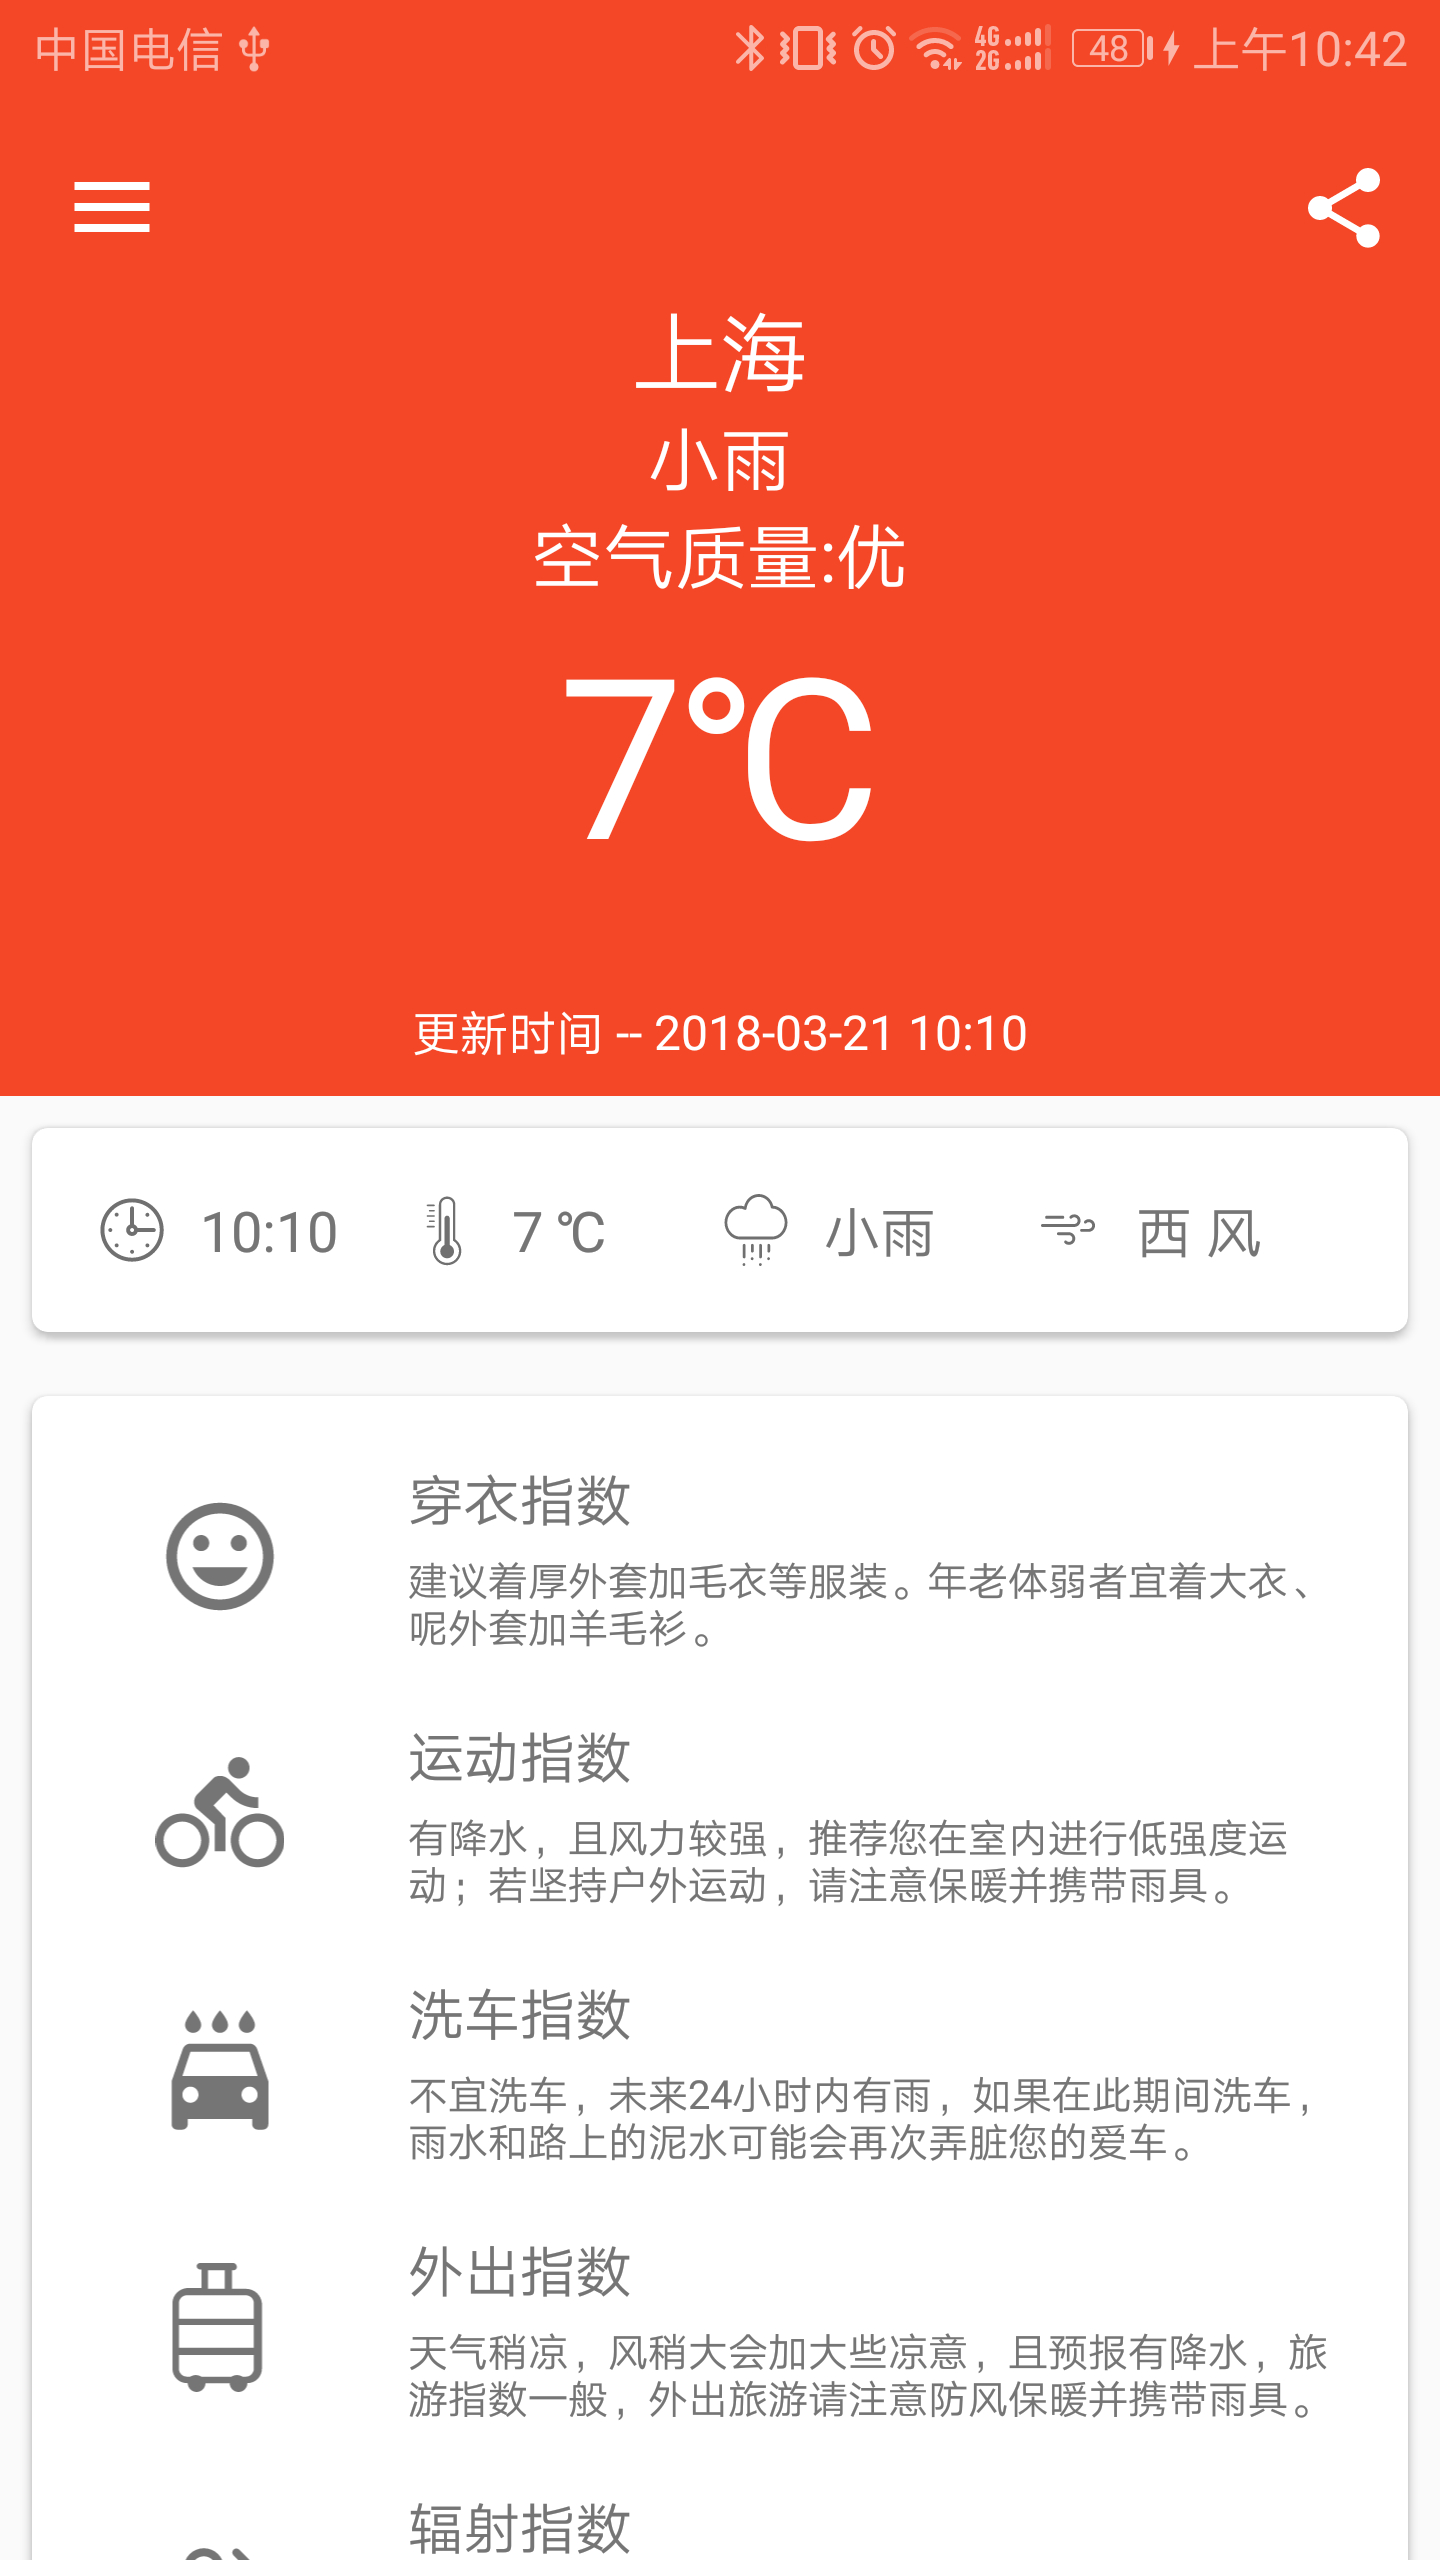 中国电信 4G 2G 48 上午10:42
上海
小雨
空气质量:优
7℃
更新时间 -- 2018-03-21 10:10
10:10 7 ℃ 小雨 西 风
穿衣指数
建议着厚外套加毛衣等服装。年老体弱者宜着大衣、
呢外套加羊毛衫。
运动指数
有降水，且风力较强，推荐您在室内进行低强度运
动；若坚持户外运动，请注意保暖并携带雨具。
洗车指数
不宜洗车，未来24小时内有雨，如果在此期间洗车，
雨水和路上的泥水可能会再次弄脏您的爱车。
外出指数
天气稍凉，风稍大会加大些凉意，且预报有降水，旅
游指数一般，外出旅游请注意防风保暖并携带雨具。
辐射指数